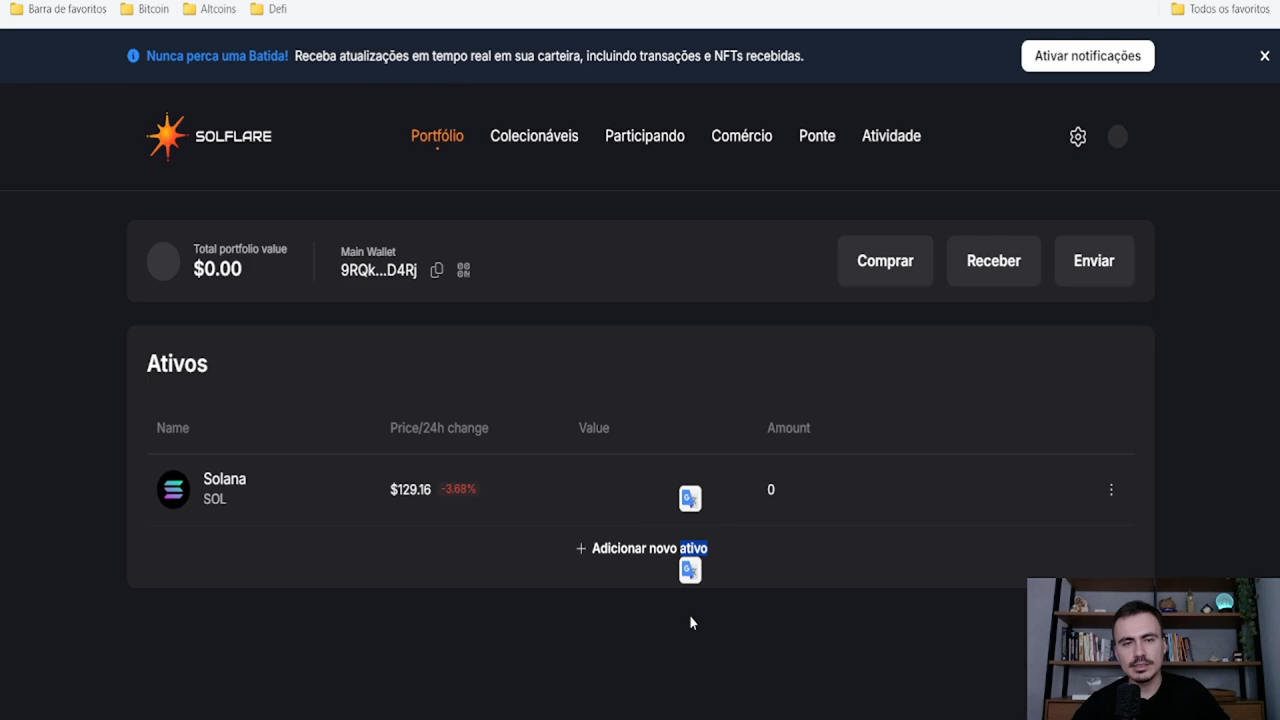 Barra de favoritos Bitcoin Altcoins Defi Todos os favoritos
Nunca perca uma Batida! Receba atualizações em tempo real em sua carteira, incluindo transações e NFTs recebidas. Ativar notificações
SOLFLARE Portfólio Colecionáveis Participando Comércio Ponte Atividade
Total portfolio value
$0.00
Main Wallet
9RQk...D4Rj
Comprar Receber Enviar
Ativos
Name Price/24h change Value Amount
Solana
SOL
$129.16 -3.68% 0
+ Adicionar novo ativo